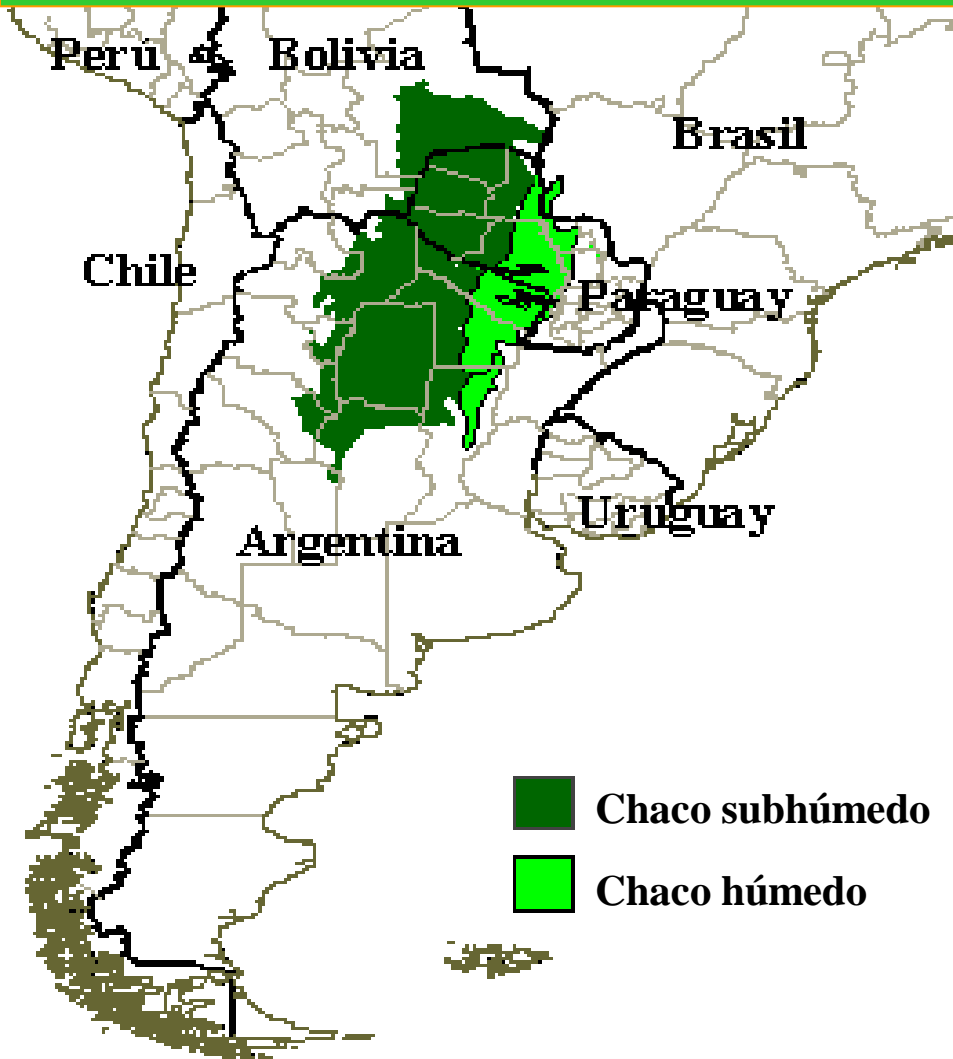 Perú
Bolivia
Brasil
Chile
Paraguay
Uruguay
Argentina
Chaco subhúmedo
Chaco húmedo